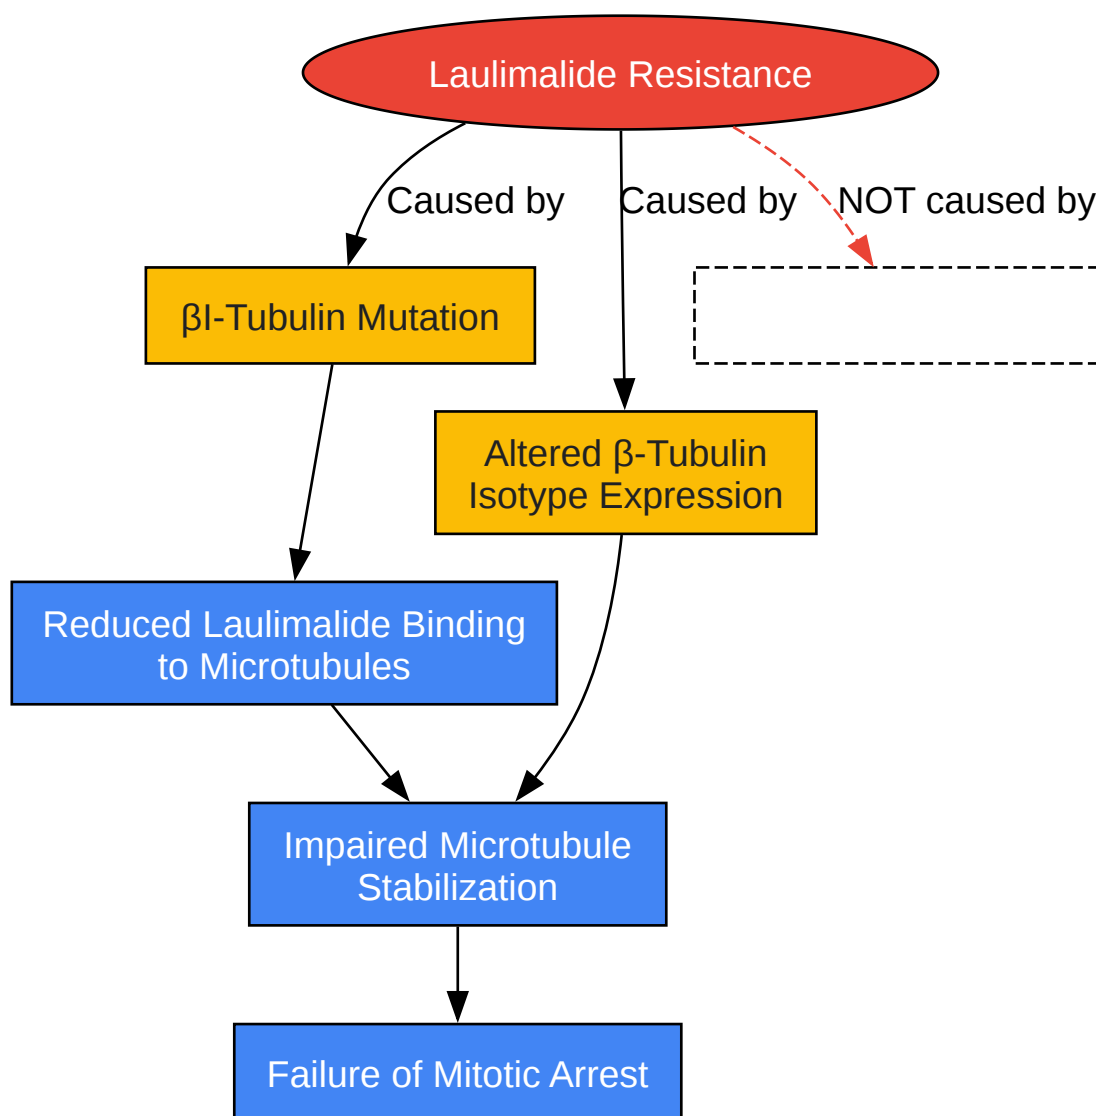 Laulimalide Resistance
Caused by
Caused by
NOT caused by
βI-Tubulin Mutation
Altered β-Tubulin
Isotype Expression
Reduced Laulimalide Binding
to Microtubules
Impaired Microtubule
Stabilization
Failure of Mitotic Arrest